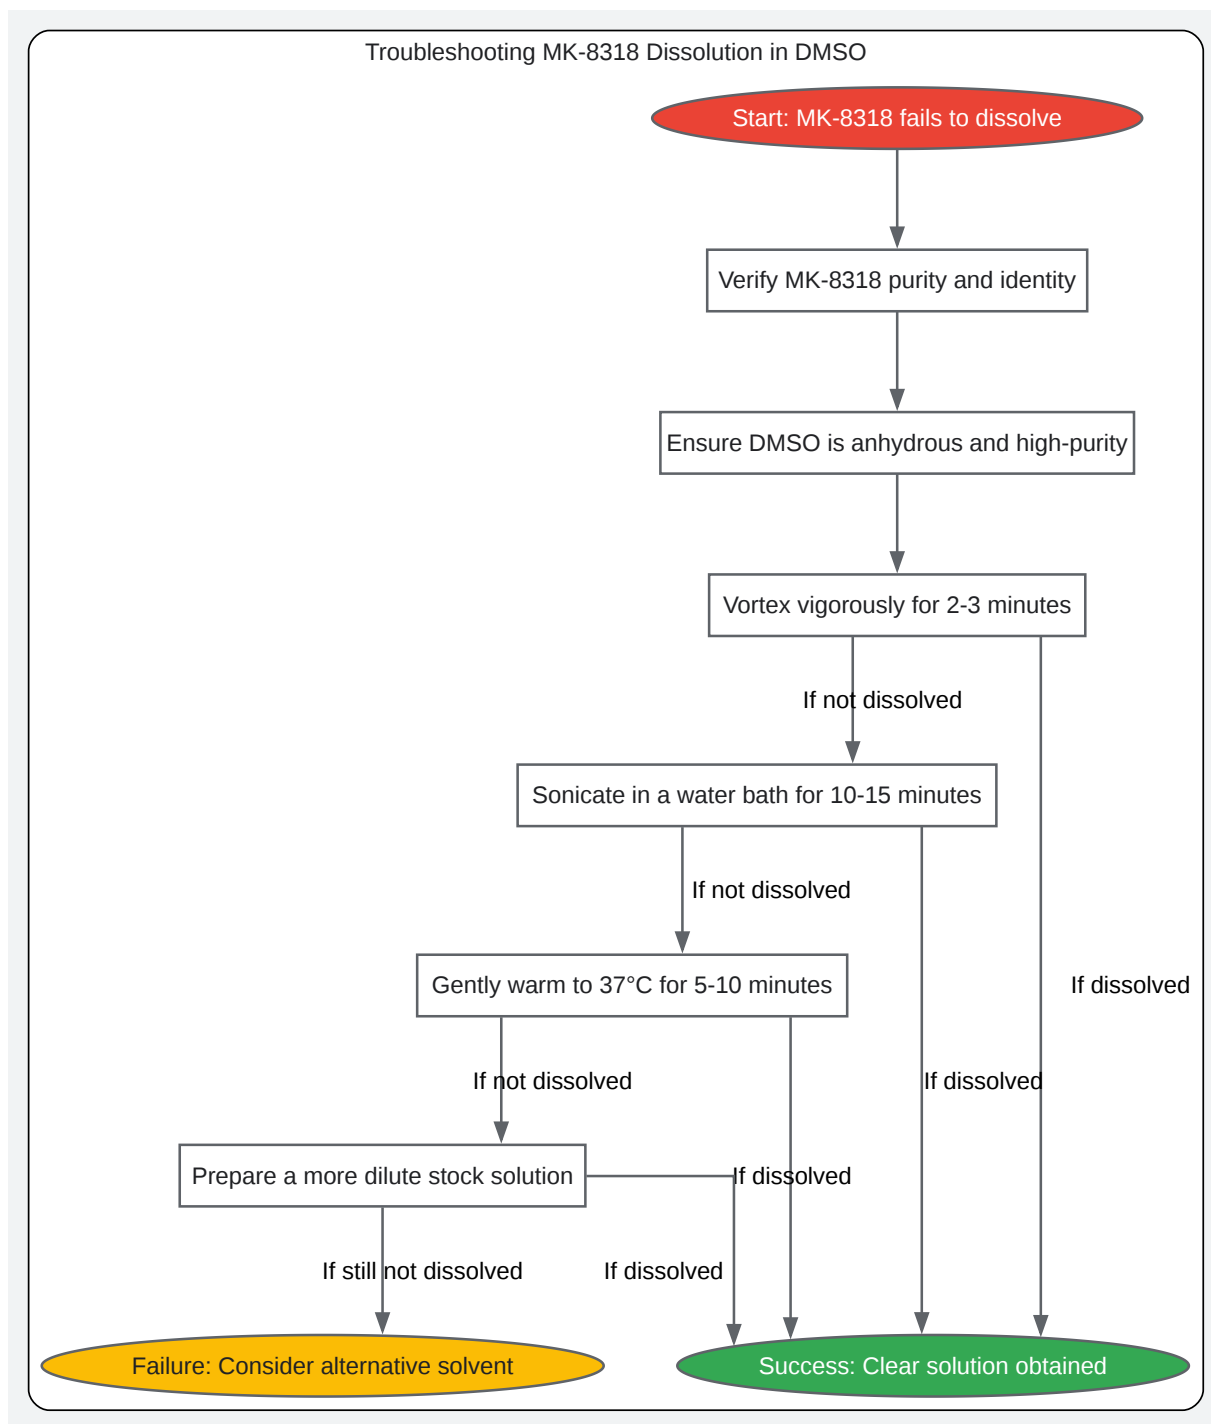 Troubleshooting MK-8318 Dissolution in DMSO
Start: MK-8318 fails to dissolve
Verify MK-8318 purity and identity
Ensure DMSO is anhydrous and high-purity
Vortex vigorously for 2-3 minutes
If not dissolved
Sonicate in a water bath for 10-15 minutes
If not dissolved
Gently warm to 37°C for 5-10 minutes
If dissolved
If not dissolved
If dissolved
Prepare a more dilute stock solution
If dissolved
If still not dissolved
If dissolved
Failure: Consider alternative solvent
Success: Clear solution obtained